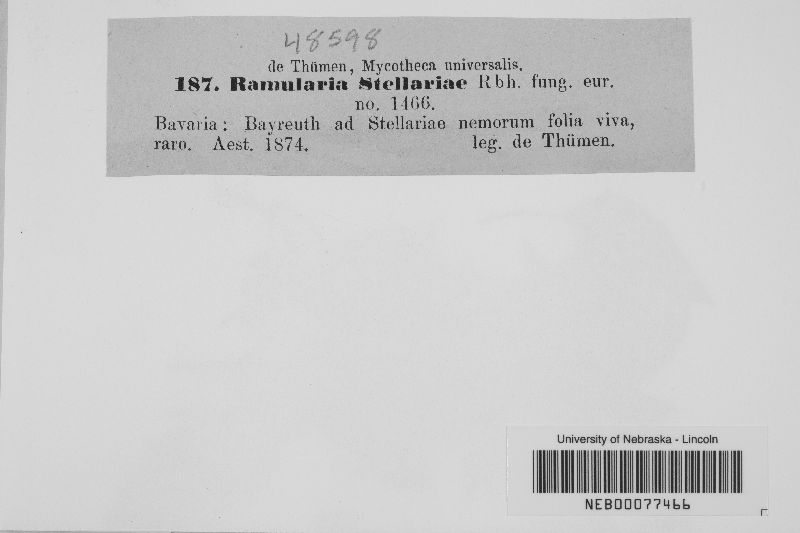 48598
de Thümen, Mycotheca universalis.
187. Ramularia Stellariae Rbh. fung. eur.
no. 1466.
Bavaria: Bayreuth ad Stellariae nemorum folia viva,
raro. Aest. 1874. leg. de Thümen.
University of Nebraska - Lincoln
NEB00077466